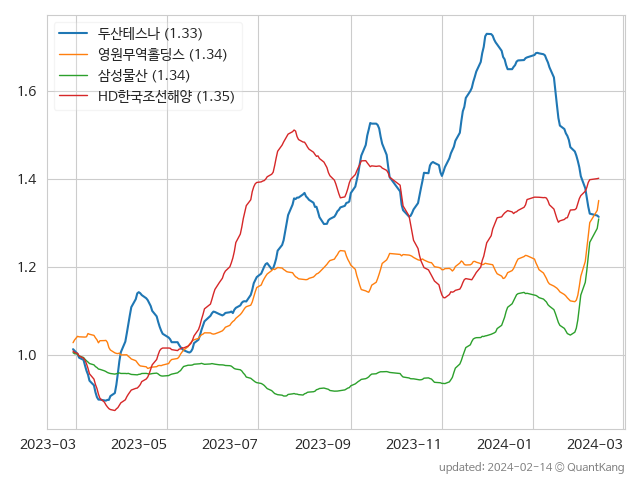 두산테스나 (1.33)
영원무역홀딩스 (1.34)
삼성물산 (1.34)
HD한국조선해양 (1.35)
1.6
1.4
1.2
1.0
2023-03 2023-05 2023-07 2023-09 2023-11 2024-01 2024-03
updated: 2024-02-14 © QuantKang